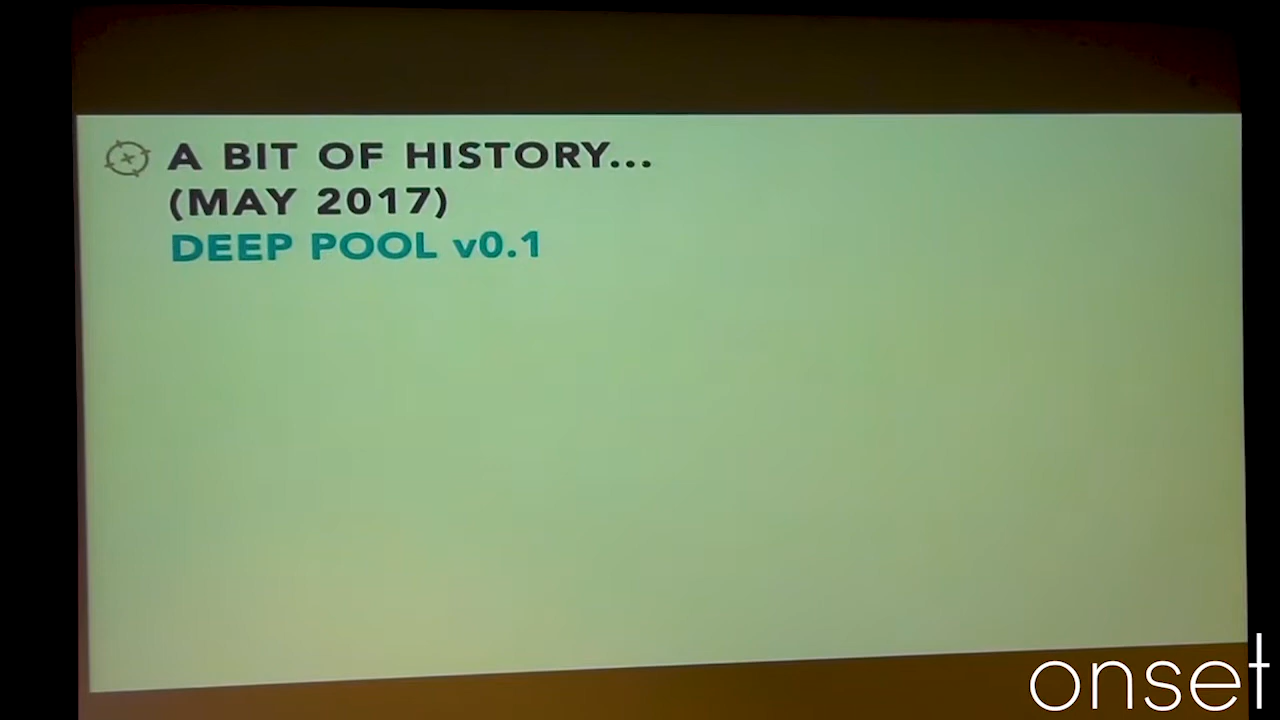 A BIT OF HISTORY...
(MAY 2017)
DEEP POOL v0.1
onset